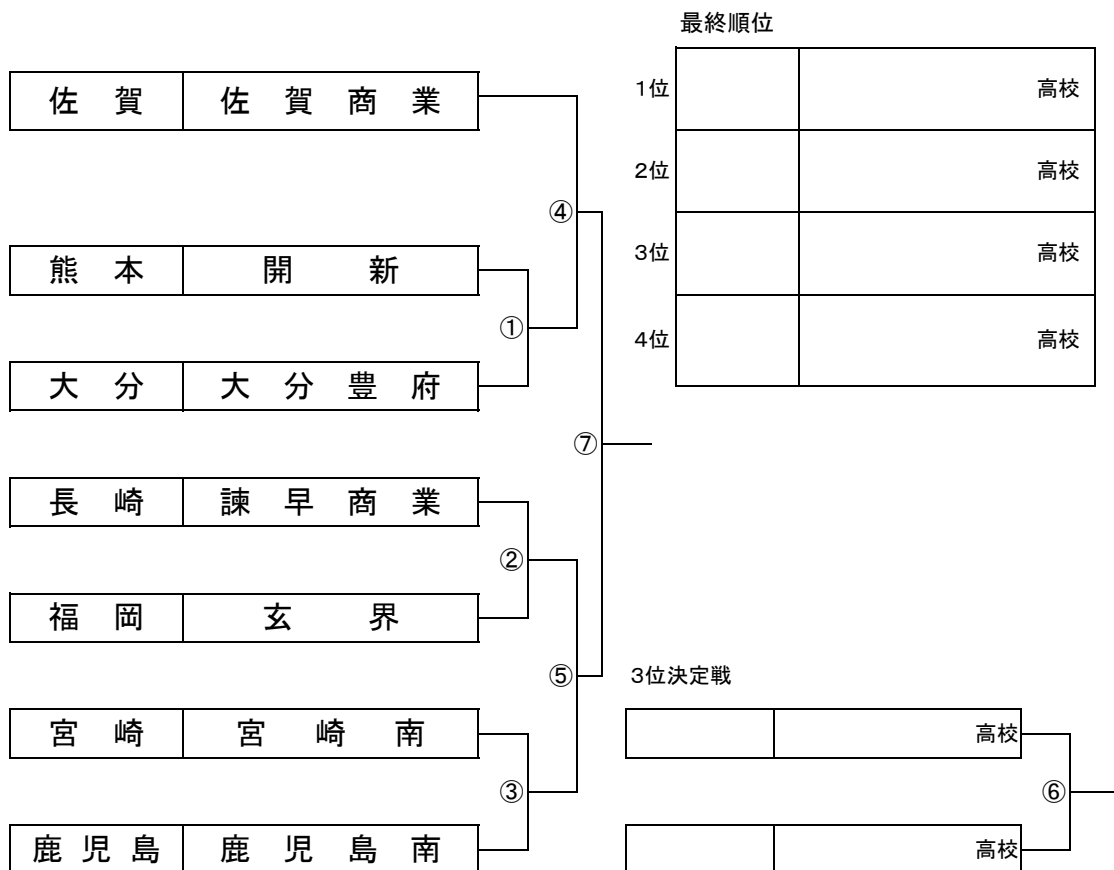 最終順位
1位 高校
佐賀 佐賀商業
2位 高校
④
3位 高校
熊本 開新
①
4位 高校
大分 大分豊府
⑦
長崎 諫早商業
②
福岡 玄界
⑤
3位決定戦
宮崎 宮崎南
高校
③
⑥
鹿児島 鹿児島南
高校